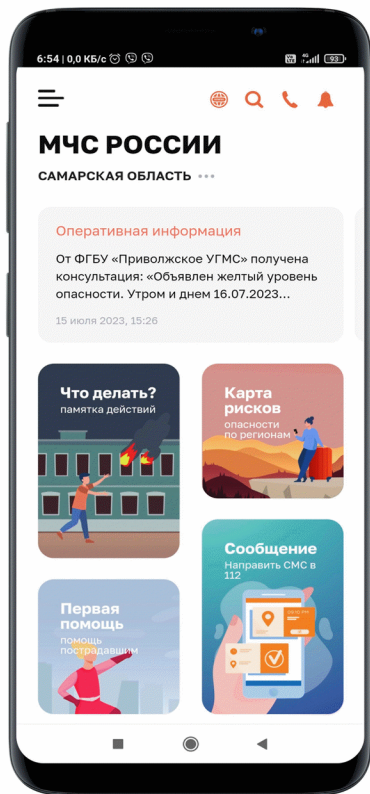 6:54 | 0,0 КБ/с
4G
93
МЧС РОССИИ
САМАРСКАЯ ОБЛАСТЬ
Оперативная информация
От ФГБУ «Приволжское УГМС» получена
консультация: «Объявлен желтый уровень
опасности. Утром и днем 16.07.2023...
15 июля 2023, 15:26
Что делать?
памятка действий
Карта
рисков
опасности
по регионам
Сообщение
Направить СМС в
112
Первая
помощь
помощь
пострадавшим